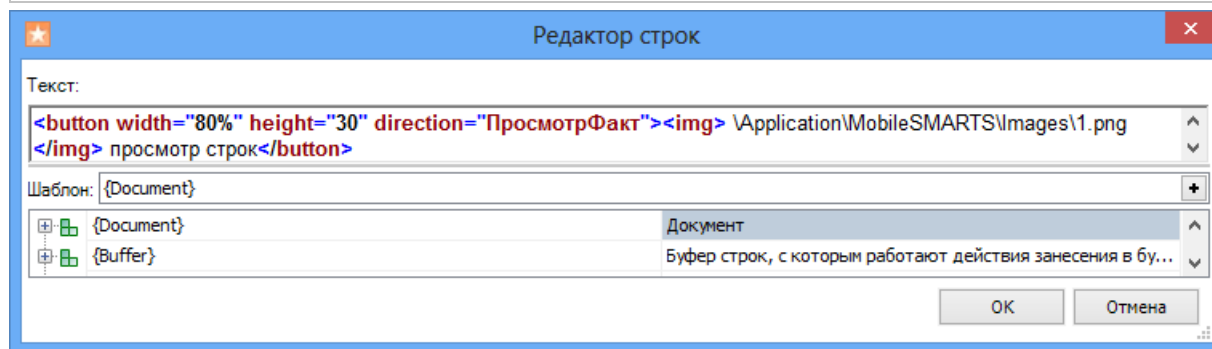 Редактор строк
Текст:
<button width="80%" height="30" direction="ПросмотрФакт"><img> \Application\MobileSMARTS\Images\1.png
</img> просмотр строк</button>
Шаблон: {Document}
{Document} Документ
{Buffer} Буфер строк, с которым работают действия занесения в бу...
ОК Отмена